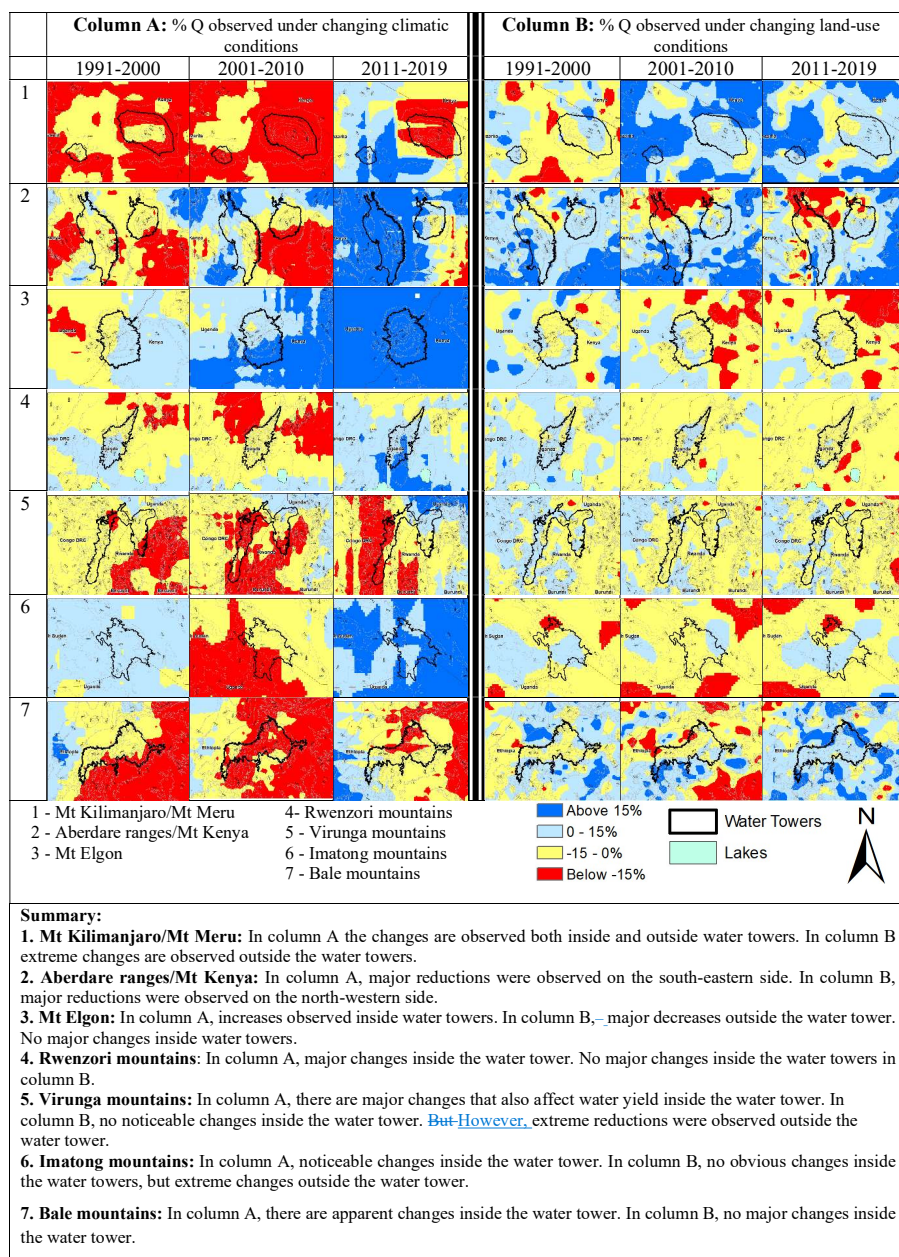 Column A: % Q observed under changing climatic conditions
Column B: % Q observed under changing land-use conditions
1991-2000 2001-2010 2011-2019 1991-2000 2001-2010 2011-2019
1
2
3
4
5
6
7
Kenya
Uganda
Kenya
Uganda
Congo DRC
Uganda
Rwanda
Burundi
Uganda
Ethiopia
1 - Mt Kilimanjaro/Mt Meru
2 - Aberdare ranges/Mt Kenya
3 - Mt Elgon
4- Rwenzori mountains
5 - Virunga mountains
6 - Imatong mountains
7 - Bale mountains
Above 15%
0 - 15%
-15 - 0%
Below -15%
Water Towers
Lakes
N
Summary:
1. Mt Kilimanjaro/Mt Meru: In column A the changes are observed both inside and outside water towers. In column B
extreme changes are observed outside the water towers.
2. Aberdare ranges/Mt Kenya: In column A, major reductions were observed on the south-eastern side. In column B,
major reductions were observed on the north-western side.
3. Mt Elgon: In column A, increases observed inside water towers. In column B,– major decreases outside the water tower.
No major changes inside water towers.
4. Rwenzori mountains: In column A, major changes inside the water tower. No major changes inside the water towers in
column B.
5. Virunga mountains: In column A, there are major changes that also affect water yield inside the water tower. In
column B, no noticeable changes inside the water tower. But However, extreme reductions were observed outside the
water tower.
6. Imatong mountains: In column A, noticeable changes inside the water tower. In column B, no obvious changes inside
the water towers, but extreme changes outside the water tower.
7. Bale mountains: In column A, there are apparent changes inside the water tower. In column B, no major changes inside
the water tower.